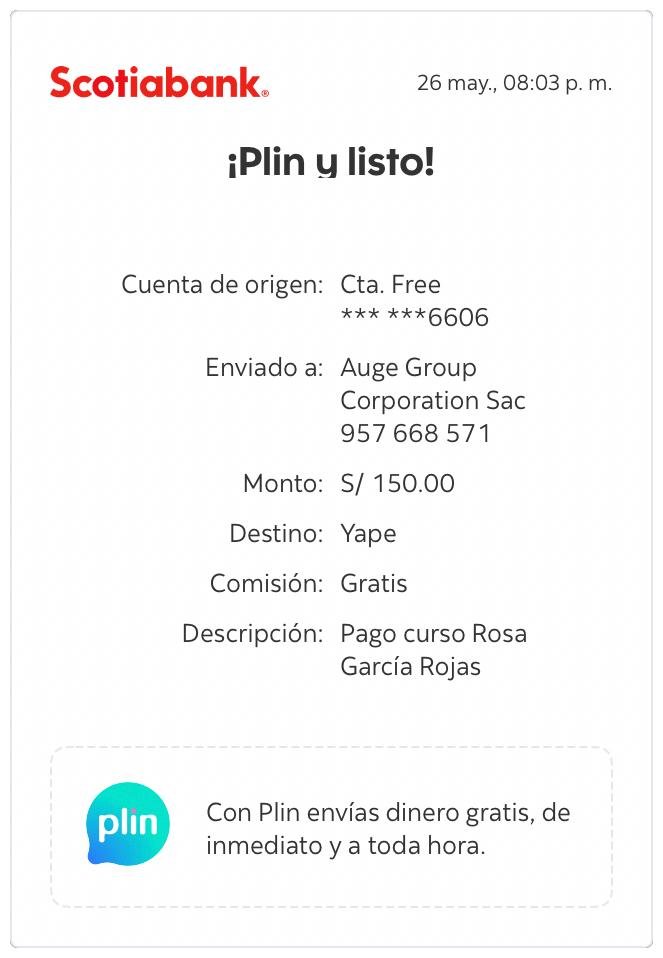 Scotiabank®
26 may., 08:03 p. m.
¡Plin y listo!
Cuenta de origen: Cta. Free
*** ***6606
Enviado a: Auge Group
Corporation Sac
957 668 571
Monto: S/ 150.00
Destino: Yape
Comisión: Gratis
Descripción: Pago curso Rosa
García Rojas
plin
Con Plin envías dinero gratis, de
inmediato y a toda hora.